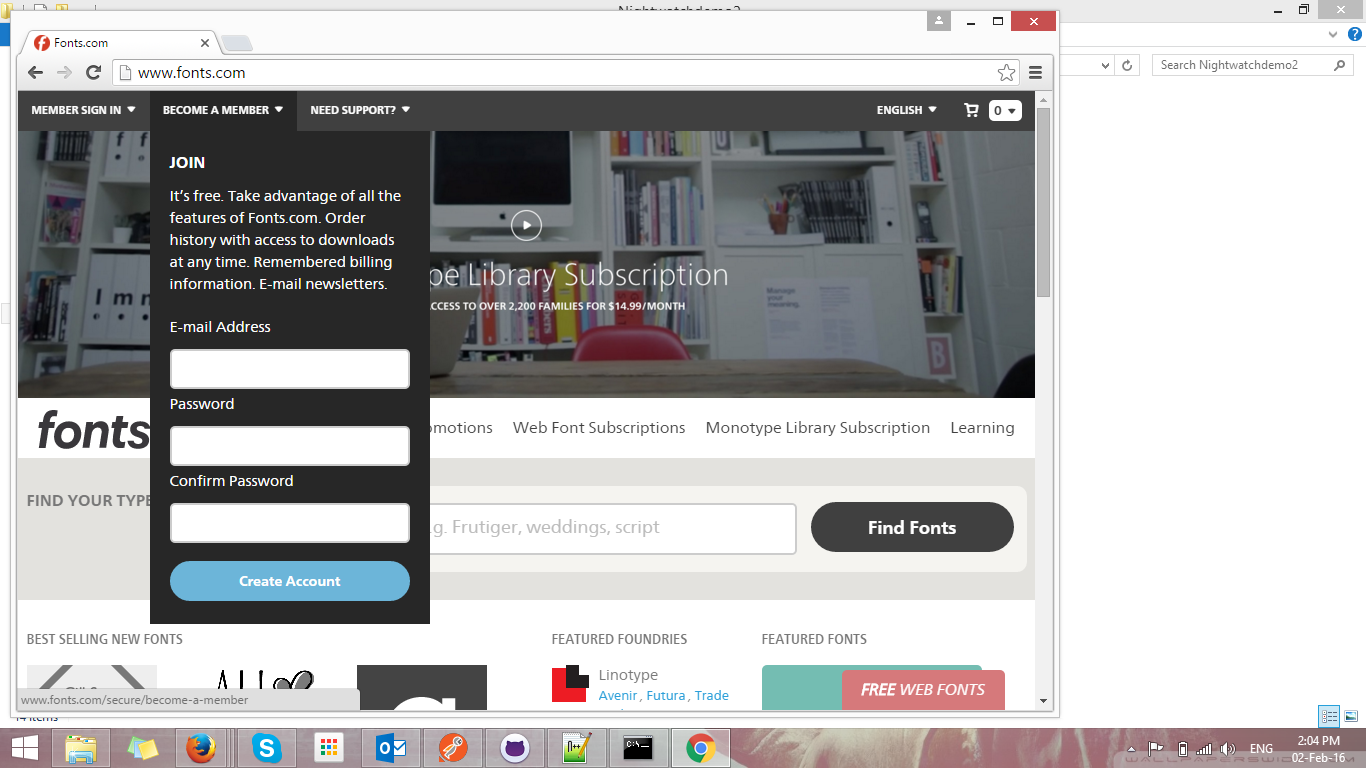 Fonts.com
www.fonts.com
Search Nightwatchdemo2
MEMBER SIGN IN
BECOME A MEMBER
NEED SUPPORT?
ENGLISH
0
JOIN
It's free. Take advantage of all the
features of Fonts.com. Order
history with access to downloads
at any time. Remembered billing
information. E-mail newsletters.
E-mail Address
Password
Confirm Password
Create Account
pe Library Subscription
CCESS TO OVER 2,200 FAMILIES FOR $14.99/MONTH
fonts
omotions
Web Font Subscriptions
Monotype Library Subscription
Learning
FIND YOUR TYPE
.g. Frutiger, weddings, script
Find Fonts
BEST SELLING NEW FONTS
FEATURED FOUNDRIES
FEATURED FONTS
Linotype
Avenir, Futura, Trade
FREE WEB FONTS
www.fonts.com/secure/become-a-member
14 items
ENG
2:04 PM
02-Feb-16